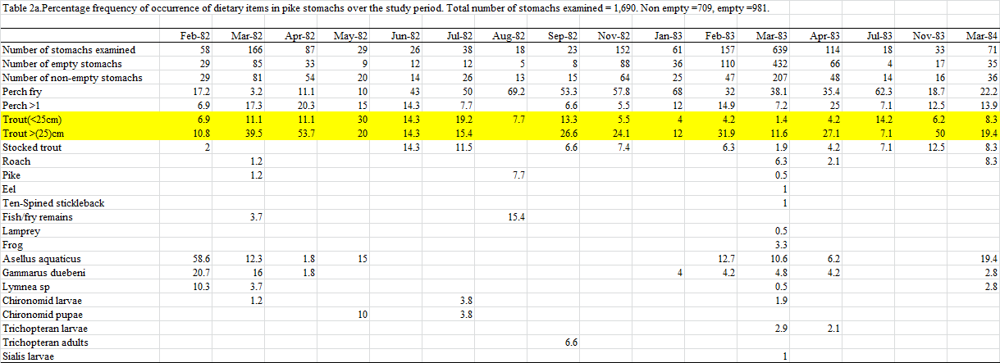 Table 2a.Percentage frequency of occurrence of dietary items in pike stomachs over the study period. Total number of stomachs examined = 1,690. Non empty =709, empty =981.
Feb-82 Mar-82 Apr-82 May-82 Jun-82 Jul-82 Aug-82 Sep-82 Nov-82 Jan-83 Feb-83 Mar-83 Apr-83 Jul-83 Nov-83 Mar-84
Number of stomachs examined 58 166 87 29 26 38 18 23 152 61 157 639 114 18 33 71
Number of empty stomachs 29 85 33 9 12 12 5 8 88 36 110 432 66 4 17 35
Number of non-empty stomachs 29 81 54 20 14 26 13 15 64 25 47 207 48 14 16 36
Perch fry 17.2 3.2 11.1 10 43 50 69.2 53.3 57.8 68 32 38.1 35.4 62.3 18.7 22.2
Perch >1 6.9 17.3 20.3 15 14.3 7.7 6.6 5.5 12 14.9 7.2 25 7.1 12.5 13.9
Trout(<25cm) 6.9 11.1 11.1 30 14.3 19.2 7.7 13.3 5.5 4 4.2 1.4 4.2 14.2 6.2 8.3
Trout >(25)cm 10.8 39.5 53.7 20 14.3 15.4 26.6 24.1 12 31.9 11.6 27.1 7.1 50 19.4
Stocked trout 2 14.3 11.5 6.6 7.4 6.3 1.9 4.2 7.1 12.5 8.3
Roach 1.2 6.3 2.1 8.3
Pike 1.2 7.7 0.5
Eel 1
Ten-Spined stickleback 1
Fish/fry remains 3.7 15.4
Lamprey 0.5
Frog 3.3
Asellus aquaticus 58.6 12.3 1.8 15 12.7 10.6 6.2 19.4
Gammarus duebeni 20.7 16 1.8 4 4.2 4.8 4.2 2.8
Lymnea sp 10.3 3.7 0.5 2.8
Chironomid larvae 1.2 3.8 1.9
Chironomid pupae 10 3.8
Trichopteran larvae 2.9 2.1
Trichopteran adults 6.6
Sialis larvae 1